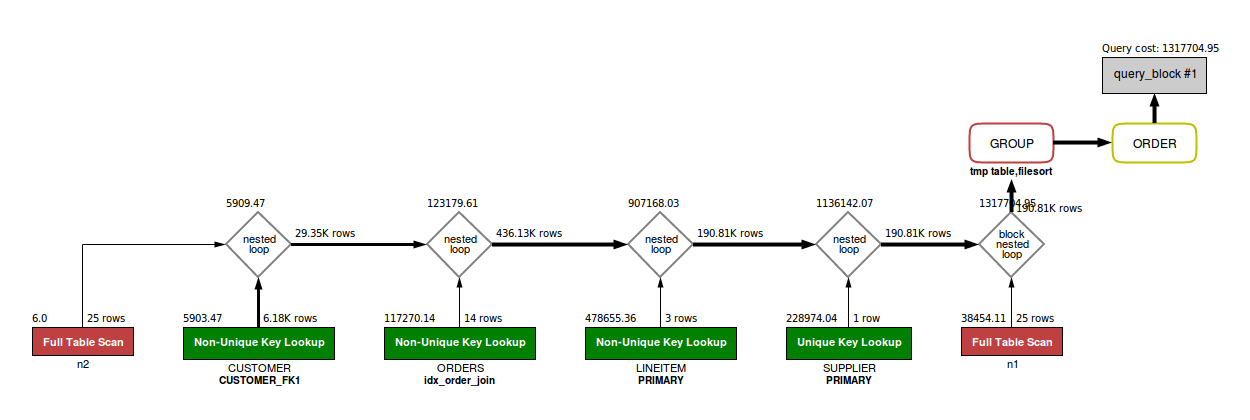 Query cost: 1317704.95
query_block #1
GROUP
ORDER
tmp table,filesort
5909.47
123179.61
907168.03
1136142.07
1317704.95
190.81K rows
nested
loop
29.35K rows
nested
loop
436.13K rows
nested
loop
190.81K rows
nested
loop
190.81K rows
block
nested
loop
6.0 25 rows
5903.47 6.18K rows
117270.14 14 rows
478655.36 3 rows
228974.04 1 row
38454.11 25 rows
Full Table Scan
Non-Unique Key Lookup
Non-Unique Key Lookup
Non-Unique Key Lookup
Unique Key Lookup
Full Table Scan
n2
CUSTOMER
CUSTOMER_FK1
ORDERS
idx_order_join
LINEITEM
PRIMARY
SUPPLIER
PRIMARY
n1